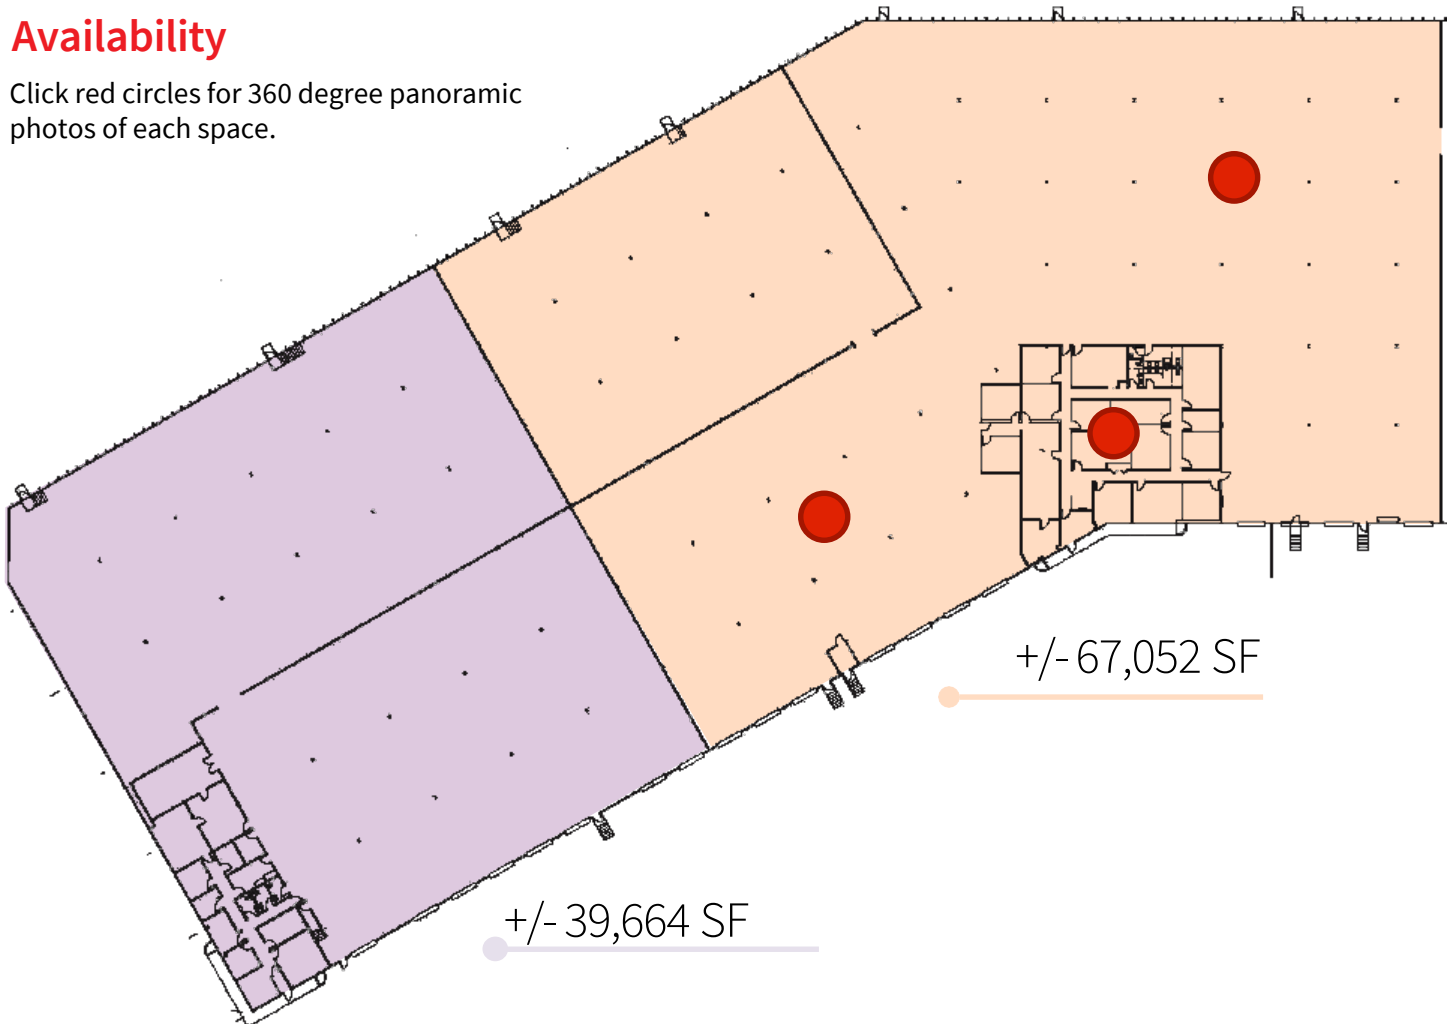 Availability
Click red circles for 360 degree panoramic
photos of each space.
+/- 67,052 SF
+/- 39,664 SF